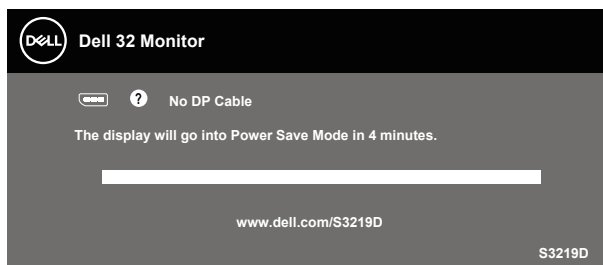 DELL Dell 32 Monitor
? No DP Cable
The display will go into Power Save Mode in 4 minutes.
www.dell.com/S3219D
S3219D